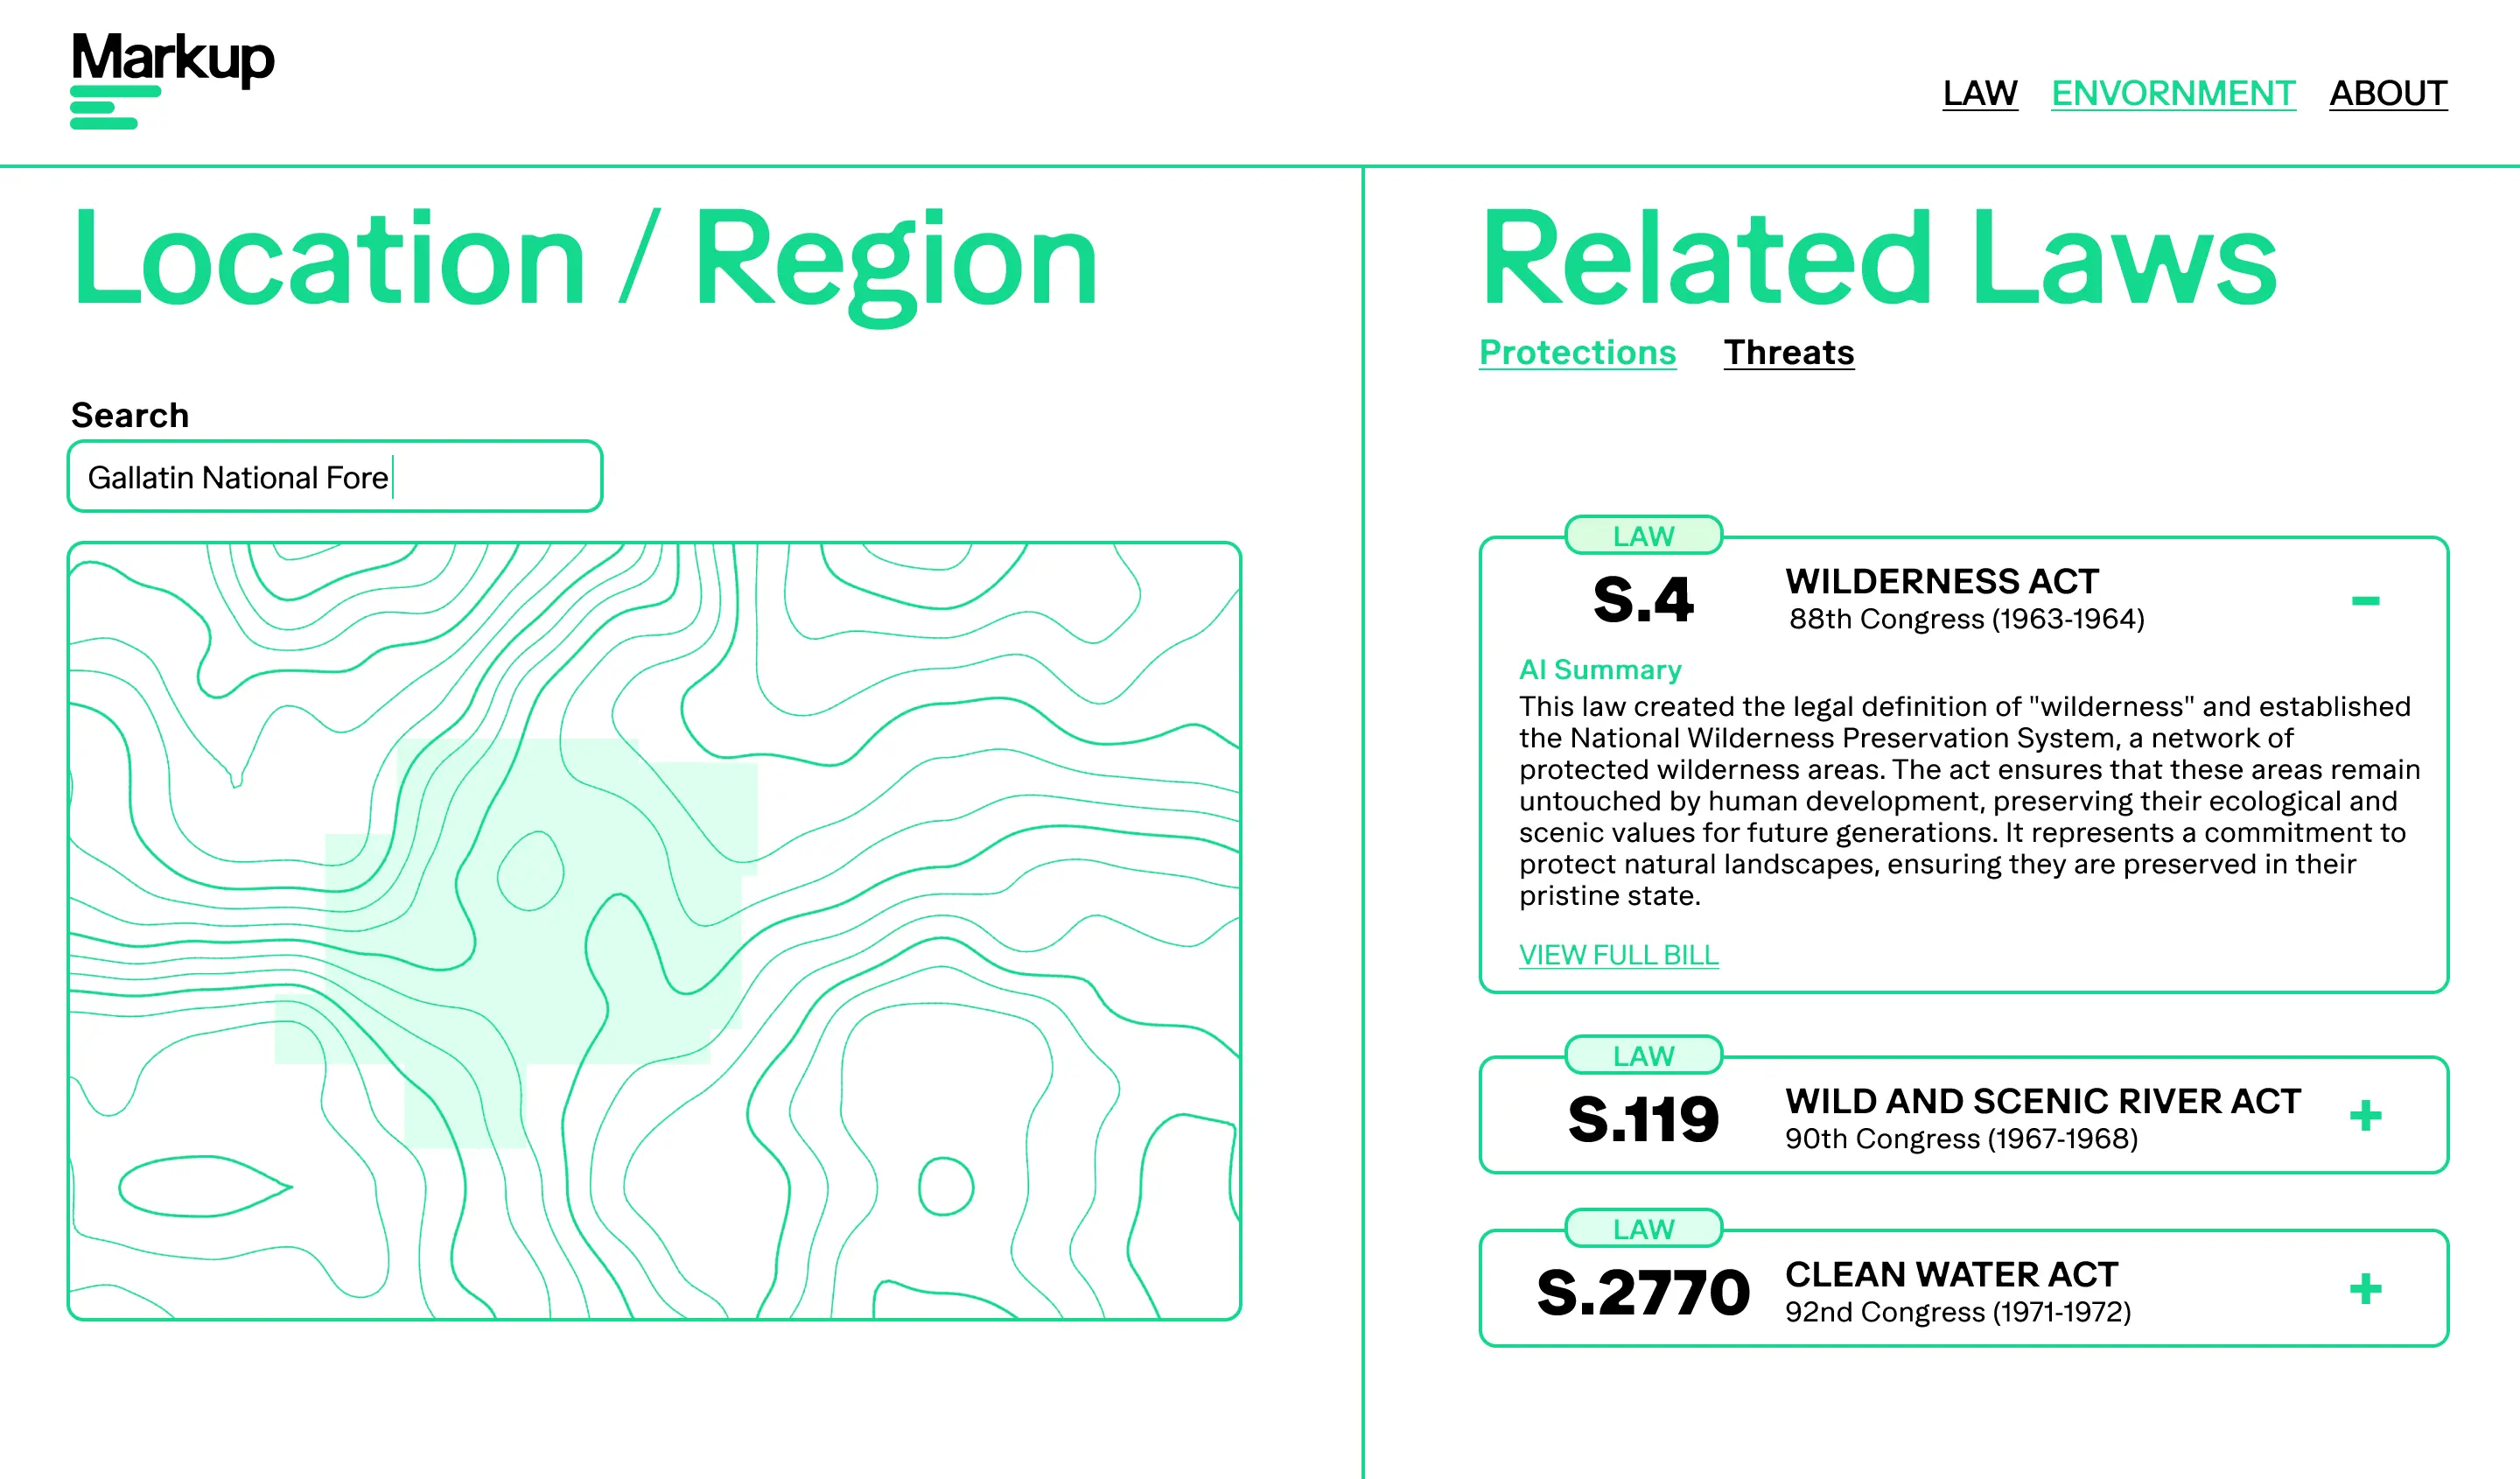 Markup
LAW ENVORNMENT ABOUT
Location / Region
Search
Gallatin National Fore
Related Laws
Protections Threats
LAW
S.4
WILDERNESS ACT
88th Congress (1963-1964)
AI Summary
This law created the legal definition of "wilderness" and established
the National Wilderness Preservation System, a network of
protected wilderness areas. The act ensures that these areas remain
untouched by human development, preserving their ecological and
scenic values for future generations. It represents a commitment to
protect natural landscapes, ensuring they are preserved in their
pristine state.
VIEW FULL BILL
LAW
S.119
WILD AND SCENIC RIVER ACT
90th Congress (1967-1968)
LAW
S.2770
CLEAN WATER ACT
92nd Congress (1971-1972)